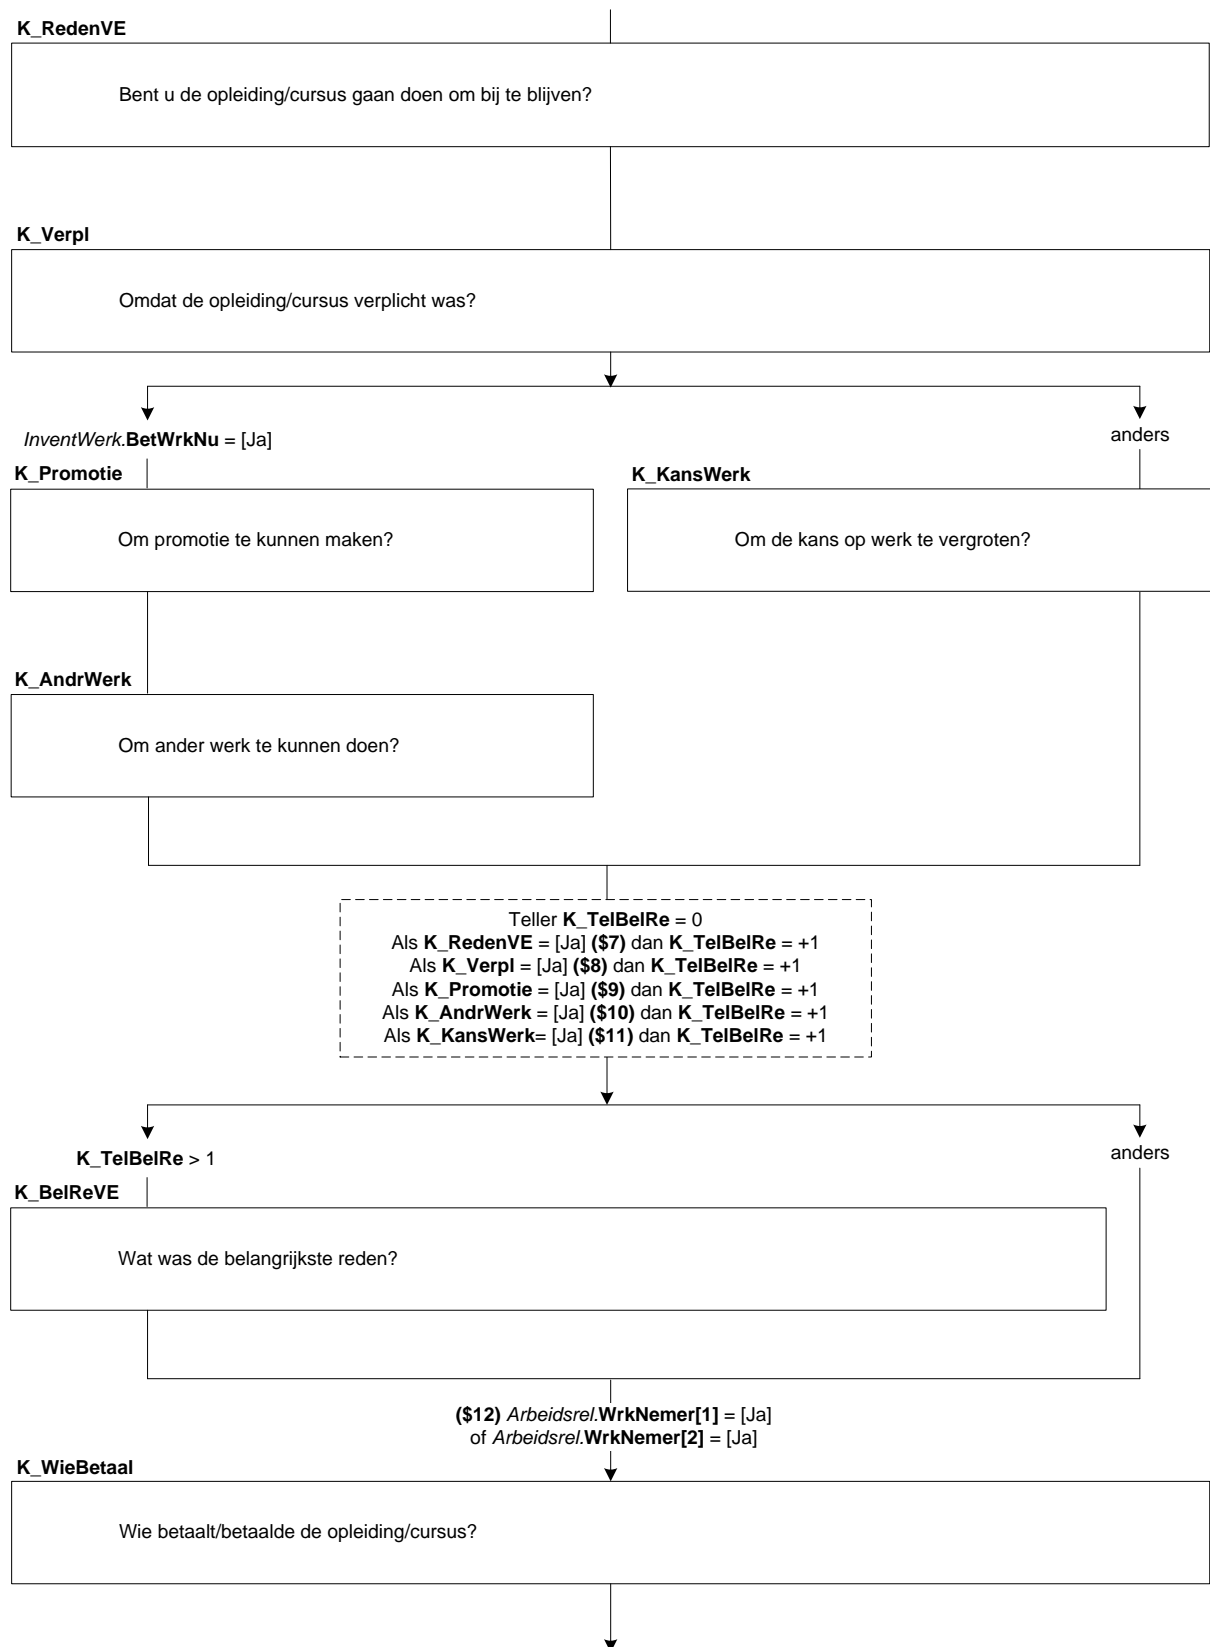 K_RedenVE
Bent u de opleiding/cursus gaan doen om bij te blijven?
K_Verpl
Omdat de opleiding/cursus verplicht was?
InventWerk.BetWrkNu = [Ja]
anders
K_Promotie
K_KansWerk
Om promotie te kunnen maken?
Om de kans op werk te vergroten?
K_AndrWerk
Om ander werk te kunnen doen?
Teller K_TelBelRe = 0
Als K_RedenVE = [Ja] ($7) dan K_TelBelRe = +1
Als K_Verpl = [Ja] ($8) dan K_TelBelRe = +1
Als K_Promotie = [Ja] ($9) dan K_TelBelRe = +1
Als K_AndrWerk = [Ja] ($10) dan K_TelBelRe = +1
Als K_KansWerk= [Ja] ($11) dan K_TelBelRe = +1
K_TelBelRe > 1
anders
K_BelReVE
Wat was de belangrijkste reden?
($12) Arbeidsrel.WrkNemer[1] = [Ja]
of Arbeidsrel.WrkNemer[2] = [Ja]
K_WieBetaal
Wie betaalt/betaalde de opleiding/cursus?